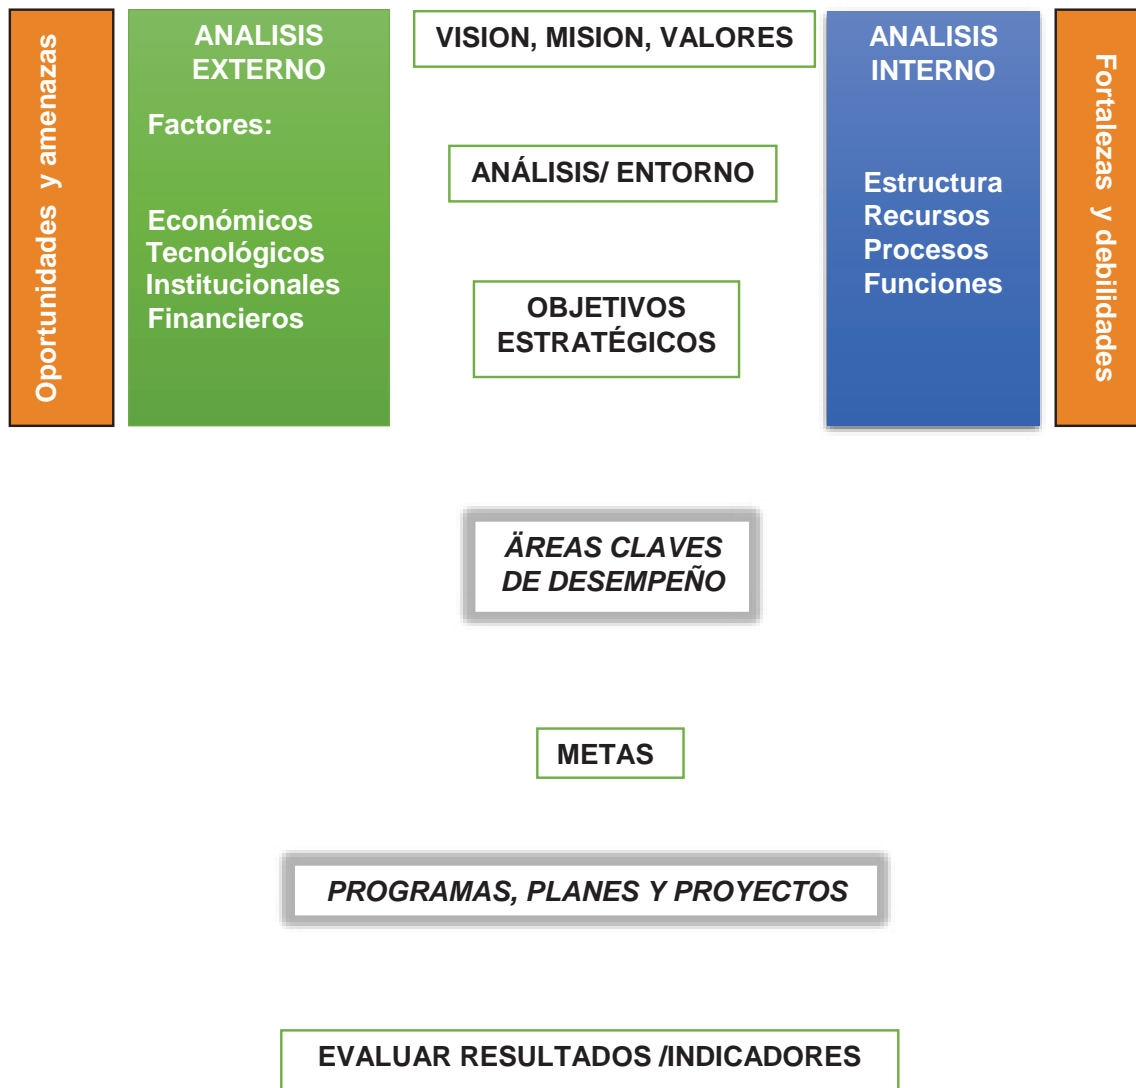 Oportunidades y amenazas
ANALISIS
EXTERNO
Factores:
Económicos
Tecnológicos
Institucionales
Financieros
VISION, MISION, VALORES
ANÁLISIS/ ENTORNO
OBJETIVOS
ESTRATÉGICOS
ANALISIS
INTERNO
Estructura
Recursos
Procesos
Funciones
Fortalezas y debilidades
ÄREAS CLAVES
DE DESEMPEÑO
METAS
PROGRAMAS, PLANES Y PROYECTOS
EVALUAR RESULTADOS /INDICADORES